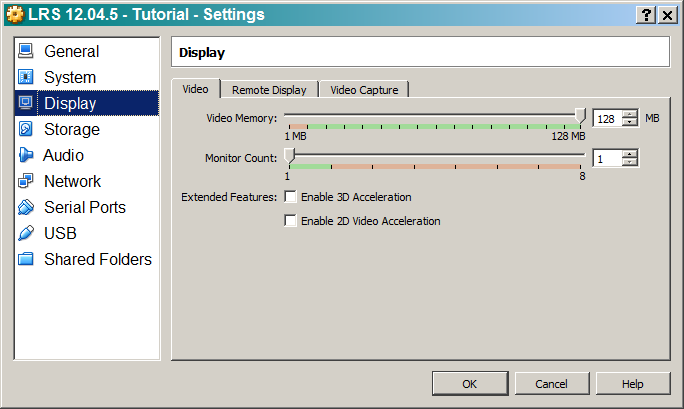 LRS 12.04.5 - Tutorial - Settings
?
General
System
Display
Storage
Audio
Network
Serial Ports
USB
Shared Folders
Display
Video
Remote Display
Video Capture
Video Memory:
128
MB
1 MB
128 MB
Monitor Count:
1
1
8
Extended Features:
Enable 3D Acceleration
Enable 2D Video Acceleration
OK
Cancel
Help